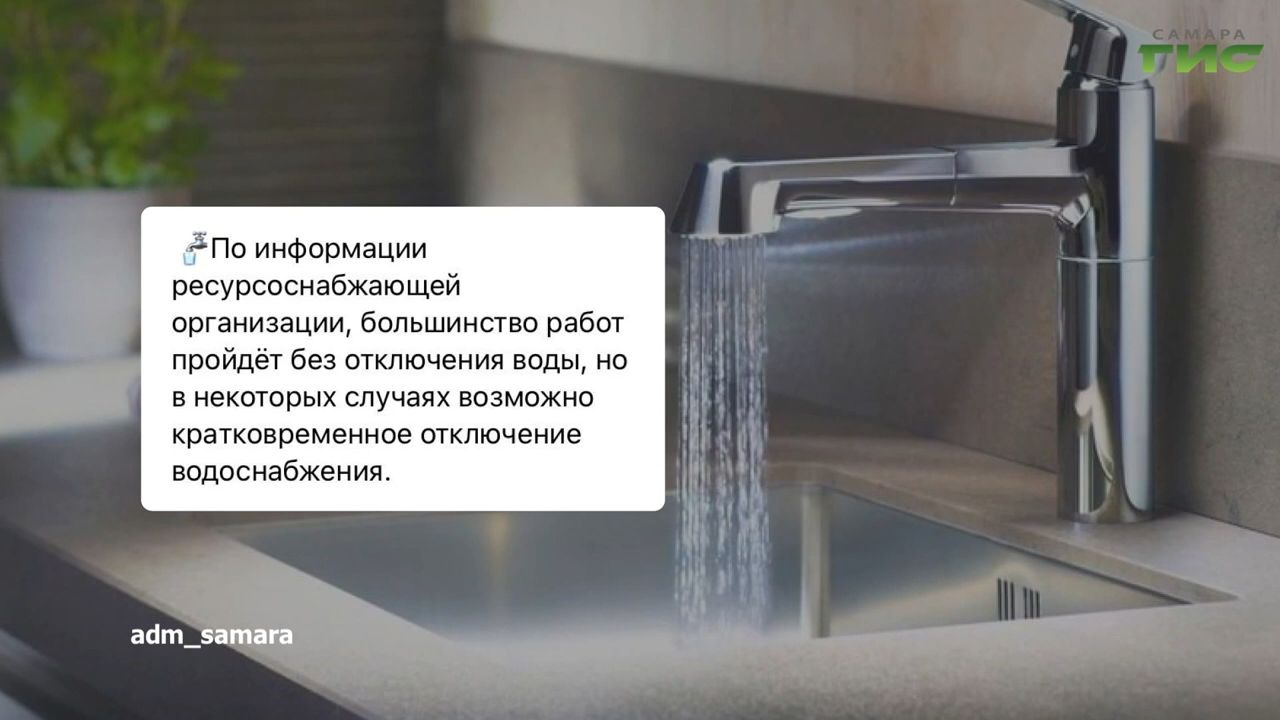 САМАРА
ГИС
🚰По информации
ресурсоснабжающей
организации, большинство работ
пройдёт без отключения воды, но
в некоторых случаях возможно
кратковременное отключение
водоснабжения.
adm_samara